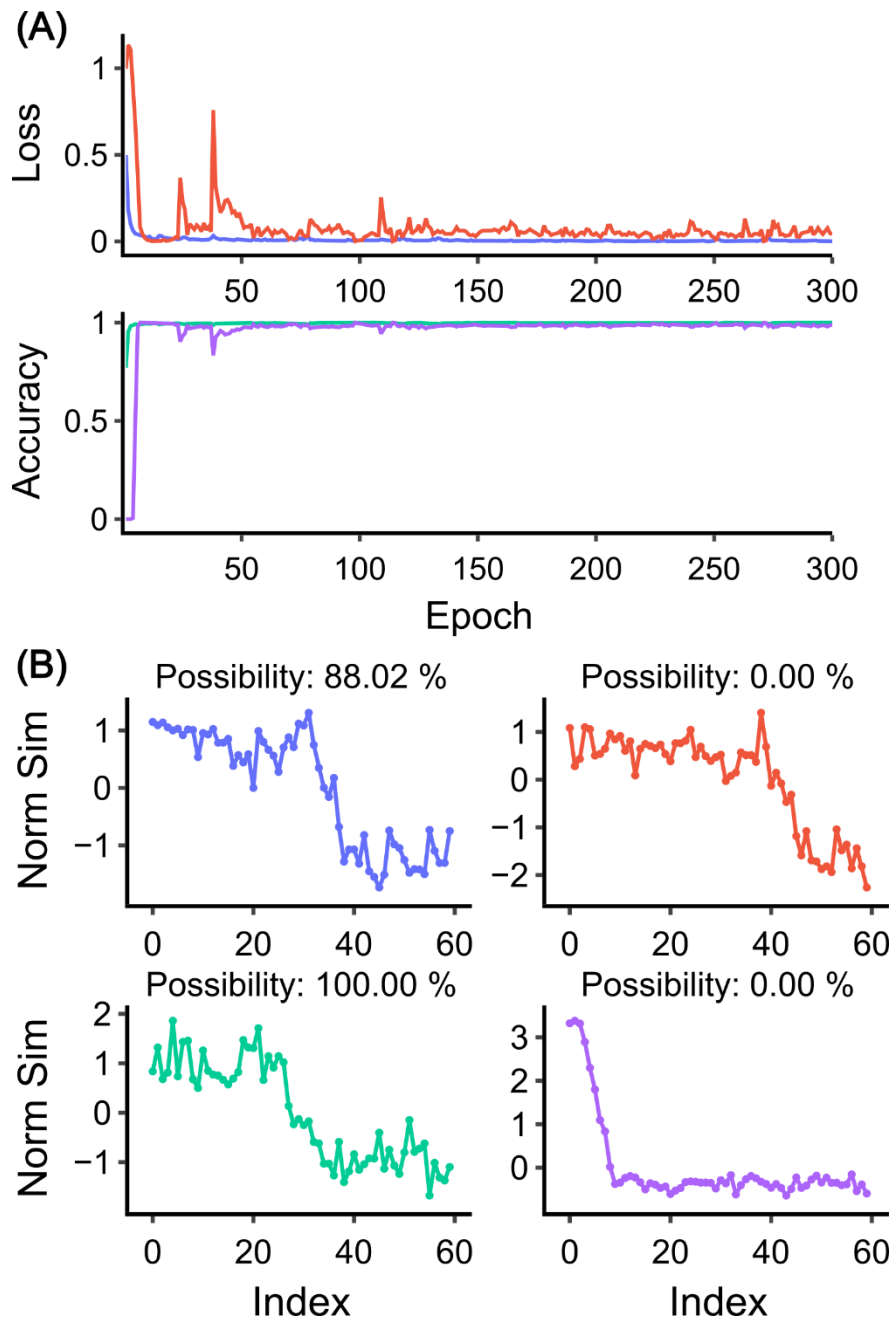 (A)
Loss
1
0.5
0
50 100 150 200 250 300
Accuracy
1
0.5
0
50 100 150 200 250 300
Epoch
(B)
Possibility: 88.02 %
Norm Sim
1
0
−1
0 20 40 60
Possibility: 0.00 %
1
0
−1
−2
0 20 40 60
Possibility: 100.00 %
Norm Sim
2
1
0
−1
0 20 40 60
Index
Possibility: 0.00 %
3
2
1
0
0 20 40 60
Index